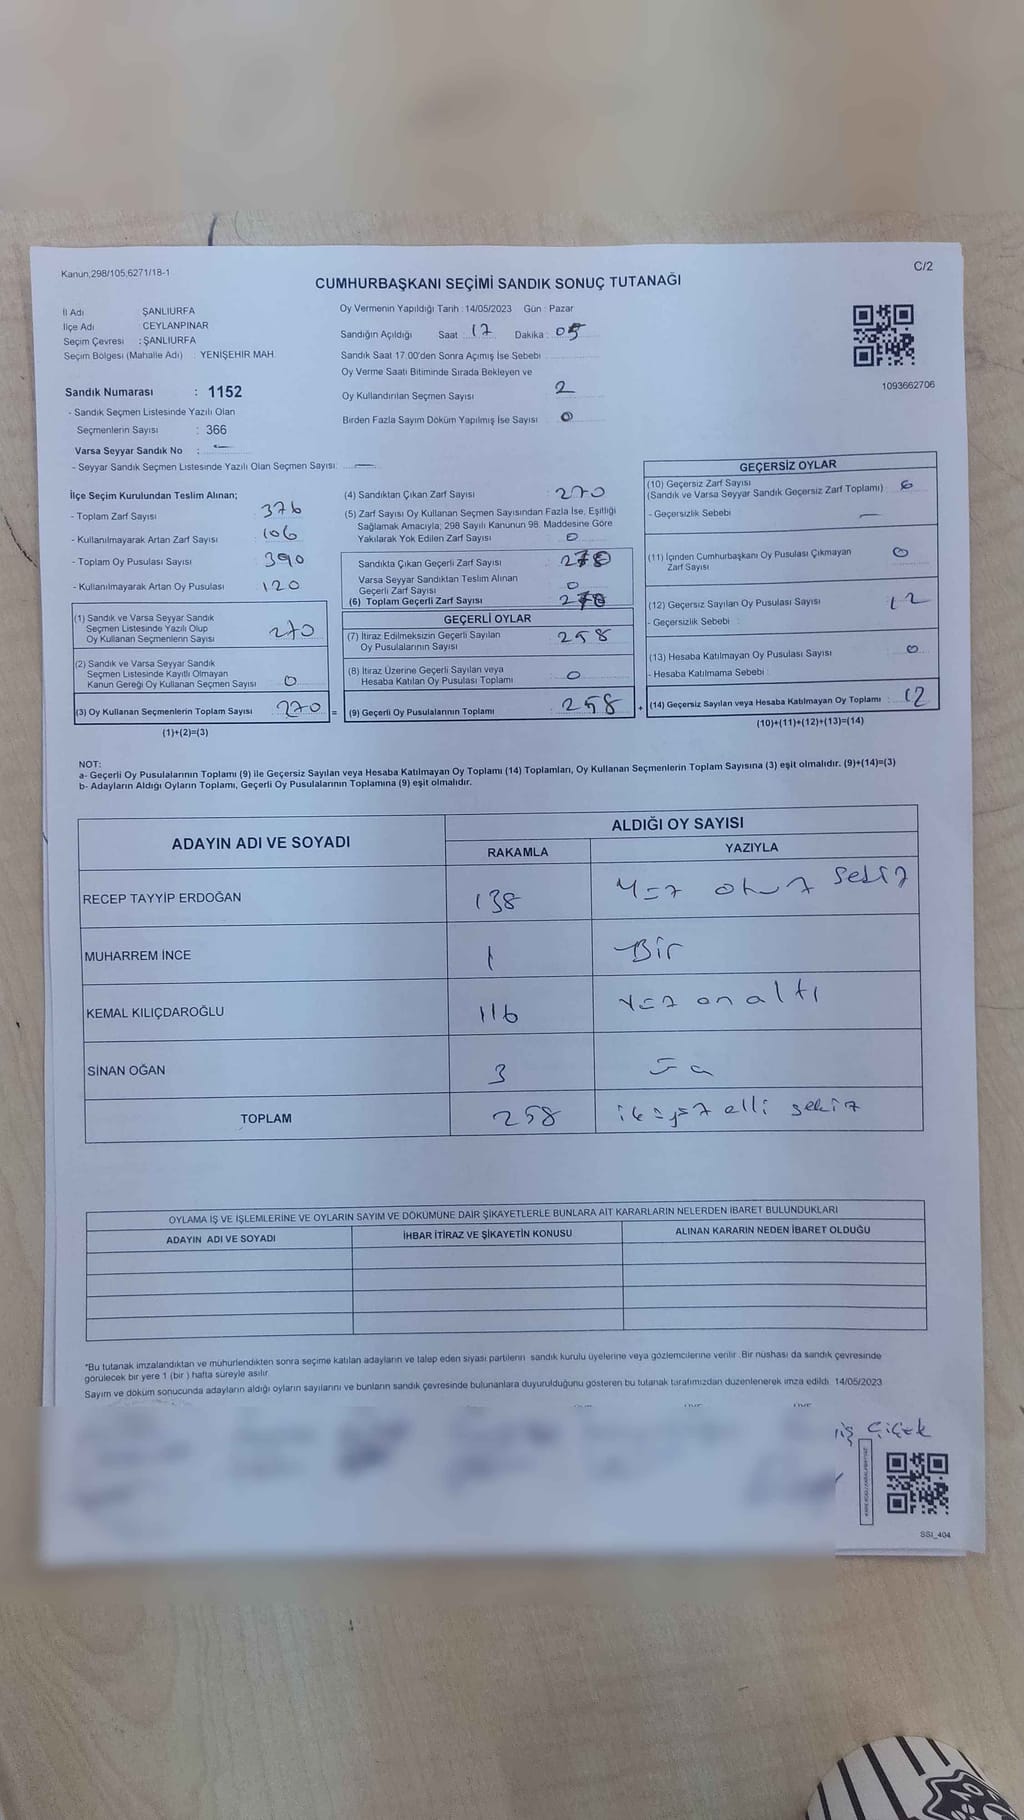 Kanun,298/105,6271/18-1
C/2
CUMHURBAŞKANI SEÇİMİ SANDIK SONUÇ TUTANAĞI
İl Adı ŞANLIURFA
İlçe Adı CEYLANPINAR
Seçim Çevresi : ŞANLIURFA
Seçim Bölgesi (Mahalle Adı) : YENİŞEHİR MAH.
Oy Vermenin Yapıldığı Tarih : 14/05/2023 Gün : Pazar
Sandığın Açıldığı Saat : 17 Dakika : 05
Sandık Saat 17.00'den Sonra Açımış İse Sebebi
Oy Verme Saati Bitiminde Sırada Bekleyen ve
Oy Kullandırılan Seçmen Sayısı 2
Birden Fazla Sayım Döküm Yapılmış İse Sayısı 0
1093662706
Sandık Numarası : 1152
- Sandık Seçmen Listesinde Yazılı Olan
Seçmenlerin Sayısı : 366
Varsa Seyyar Sandık No : —
- Seyyar Sandık Seçmen Listesinde Yazılı Olan Seçmen Sayısı: —
İlçe Seçim Kurulundan Teslim Alınan;
- Toplam Zarf Sayısı 376
- Kullanılmayarak Artan Zarf Sayısı 106
- Toplam Oy Pusulası Sayısı 390
- Kullanılmayarak Artan Oy Pusulası 120
(1) Sandık ve Varsa Seyyar Sandık
Seçmen Listesinde Yazılı Olup
Oy Kullanan Seçmenlerin Sayısı 270
(2) Sandık ve Varsa Seyyar Sandık
Seçmen Listesinde Kayıtlı Olmayan
Kanun Gereği Oy Kullanan Seçmen Sayısı 0
(3) Oy Kullanan Seçmenlerin Toplam Sayısı 270 =
(1)+(2)=(3)
(4) Sandıktan Çıkan Zarf Sayısı : 270
(5) Zarf Sayısı Oy Kullanan Seçmen Sayısından Fazla İse, Eşitliği
Sağlamak Amacıyla; 298 Sayılı Kanunun 98. Maddesine Göre
Yakılarak Yok Edilen Zarf Sayısı 0
Sandıkta Çıkan Geçerli Zarf Sayısı
Varsa Seyyar Sandıktan Teslim Alınan
Geçerli Zarf Sayısı 0
(6) Toplam Geçerli Zarf Sayısı
GEÇERLİ OYLAR
(7) İtiraz Edilmeksizin Geçerli Sayılan
Oy Pusulalarının Sayısı 258
(8) İtiraz Üzerine Geçerli Sayılan veya
Hesaba Katılan Oy Pusulası Toplamı 0
(9) Geçerli Oy Pusulalarının Toplamı 258 +
GEÇERSİZ OYLAR
(10) Geçersiz Zarf Sayısı
(Sandık ve Varsa Seyyar Sandık Geçersiz Zarf Toplamı)
- Geçersizlik Sebebi —
(11) İçinden Cumhurbaşkanı Oy Pusulası Çıkmayan
Zarf Sayısı 0
(12) Geçersiz Sayılan Oy Pusulası Sayısı 12
- Geçersizlik Sebebi :
(13) Hesaba Katılmayan Oy Pusulası Sayısı 0
- Hesaba Katılmama Sebebi
(14) Geçersiz Sayılan veya Hesaba Katılmayan Oy Toplamı : 12
(10)+(11)+(12)+(13)=(14)
NOT:
a- Geçerli Oy Pusulalarının Toplamı (9) ile Geçersiz Sayılan veya Hesaba Katılmayan Oy Toplamı (14) Toplamları, Oy Kullanan Seçmenlerin Toplam Sayısına (3) eşit olmalıdır. (9)+(14)=(3)
b- Adayların Aldığı Oyların Toplamı, Geçerli Oy Pusulalarının Toplamına (9) eşit olmalıdır.
ADAYIN ADI VE SOYADI ALDIĞI OY SAYISI
RAKAMLA YAZIYLA
RECEP TAYYİP ERDOĞAN 138 Yüz otuz sekiz
MUHARREM İNCE 1 Bir
KEMAL KILIÇDAROĞLU 116 Yüz on altı
SİNAN OĞAN 3
TOPLAM 258 iki yüz elli sekiz
OYLAMA İŞ VE İŞLEMLERİNE VE OYLARIN SAYIM VE DÖKÜMÜNE DAİR ŞİKAYETLERLE BUNLARA AİT KARARLARIN NELERDEN İBARET BULUNDUKLARI
ADAYIN ADI VE SOYADI İHBAR İTİRAZ VE ŞİKAYETİN KONUSU ALINAN KARARIN NEDEN İBARET OLDUĞU
*Bu tutanak imzalandıktan ve mühürlendikten sonra seçime katılan adayların ve talep eden siyasi partilerin sandık kurulu üyelerine veya gözlemcilerine verilir. Bir nüshası da sandık çevresinde
görülecek bir yere 1 (bir) hafta süreyle asılır.
Sayım ve döküm sonucunda adayların aldığı oyların sayılarını ve bunların sandık çevresinde bulunanlara duyurulduğunu gösteren bu tutanak tarafımızdan düzenlenerek imza edildi. 14/05/2023
Çiçek
SSI_404